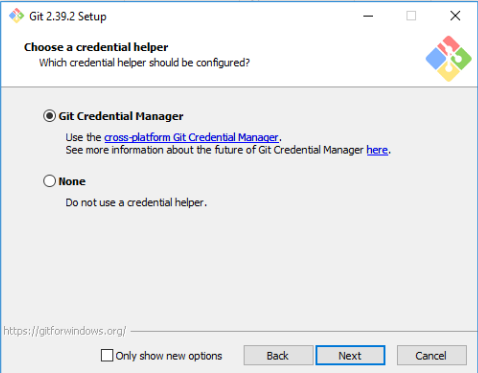 Git 2.39.2 Setup
Choose a credential helper
Which credential helper should be configured?
Git Credential Manager
Use the cross-platform Git Credential Manager.
See more information about the future of Git Credential Manager here.
None
Do not use a credential helper.
https://gitforwindows.org/
Only show new options
Back
Next
Cancel